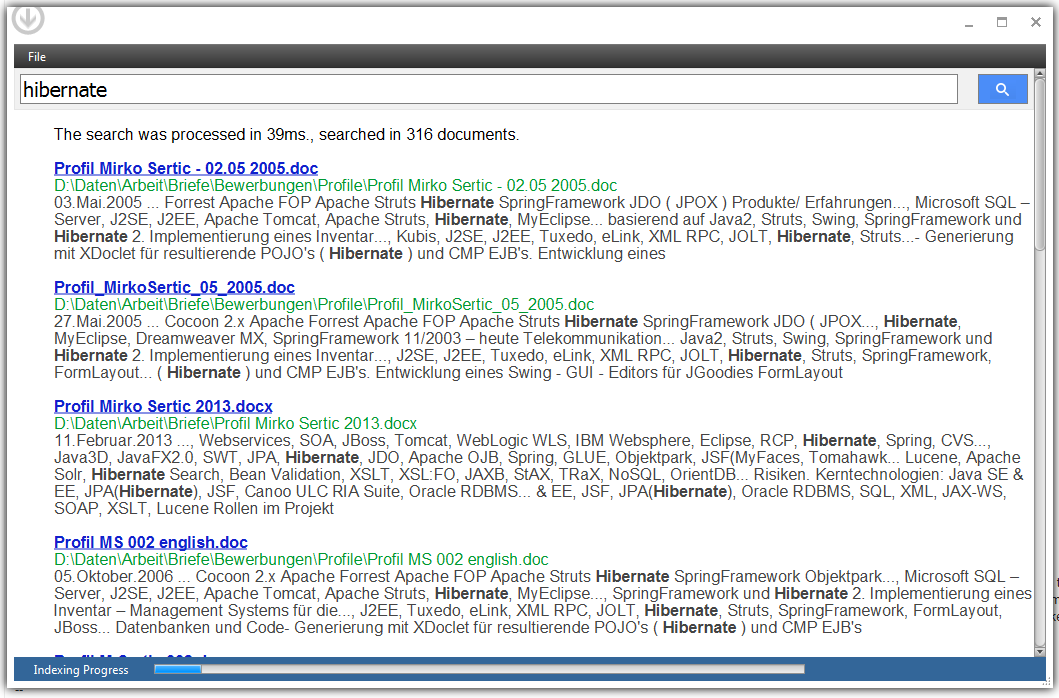 File
hibernate
The search was processed in 39ms., searched in 316 documents.
Profil Mirko Sertic - 02.05 2005.doc
D:\Daten\Arbeit\Briefe\Bewerbungen\Profile\Profil Mirko Sertic - 02.05 2005.doc
03.Mai.2005 ... Forrest Apache FOP Apache Struts Hibernate SpringFramework JDO ( JPOX ) Produkte/ Erfahrungen..., Microsoft SQL –
Server, J2SE, J2EE, Apache Tomcat, Apache Struts, Hibernate, MyEclipse... basierend auf Java2, Struts, Swing, SpringFramework und
Hibernate 2. Implementierung eines Inventar..., Kubis, J2SE, J2EE, Tuxedo, eLink, XML RPC, JOLT, Hibernate, Struts...- Generierung
mit XDoclet für resultierende POJO's ( Hibernate ) und CMP EJB's. Entwicklung eines
Profil_MirkoSertic_05_2005.doc
D:\Daten\Arbeit\Briefe\Bewerbungen\Profile\Profil_MirkoSertic_05_2005.doc
27.Mai.2005 ... Cocoon 2.x Apache Forrest Apache FOP Apache Struts Hibernate SpringFramework JDO ( JPOX..., Hibernate,
MyEclipse, Dreamweaver MX, SpringFramework 11/2003 – heute Telekommunikation... Java2, Struts, Swing, SpringFramework und
Hibernate 2. Implementierung eines Inventar..., J2SE, J2EE, Tuxedo, eLink, XML RPC, JOLT, Hibernate, Struts, SpringFramework,
FormLayout... ( Hibernate ) und CMP EJB's. Entwicklung eines Swing - GUI - Editors für JGoodies FormLayout
Profil Mirko Sertic 2013.docx
D:\Daten\Arbeit\Briefe\Profil Mirko Sertic 2013.docx
11.Februar.2013 ..., Webservices, SOA, JBoss, Tomcat, WebLogic WLS, IBM Websphere, Eclipse, RCP, Hibernate, Spring, CVS...,
Java3D, JavaFX2.0, SWT, JPA, Hibernate, JDO, Apache OJB, Spring, GLUE, Objektpark, JSF(MyFaces, Tomahawk... Lucene, Apache
Solr, Hibernate Search, Bean Validation, XSLT, XSL:FO, JAXB, StAX, TRaX, NoSQL, OrientDB... Risiken. Kerntechnologien: Java SE &
EE, JPA(Hibernate), JSF, Canoo ULC RIA Suite, Oracle RDBMS... & EE, JSF, JPA(Hibernate), Oracle RDBMS, SQL, XML, JAX-WS,
SOAP, XSLT, Lucene Rollen im Projekt
Profil MS 002 english.doc
D:\Daten\Arbeit\Briefe\Bewerbungen\Profile\Profil MS 002 english.doc
05.Oktober.2006 ... Cocoon 2.x Apache Forrest Apache FOP Apache Struts Hibernate SpringFramework Objektpark..., Microsoft SQL –
Server, J2SE, J2EE, Apache Tomcat, Apache Struts, Hibernate, MyEclipse..., SpringFramework und Hibernate 2. Implementierung eines
Inventar – Management Systems für die..., J2EE, Tuxedo, eLink, XML RPC, JOLT, Hibernate, Struts, SpringFramework, FormLayout,
JBoss... Datenbanken und Code- Generierung mit XDoclet für resultierende POJO's ( Hibernate ) und CMP EJB's
Indexing Progress